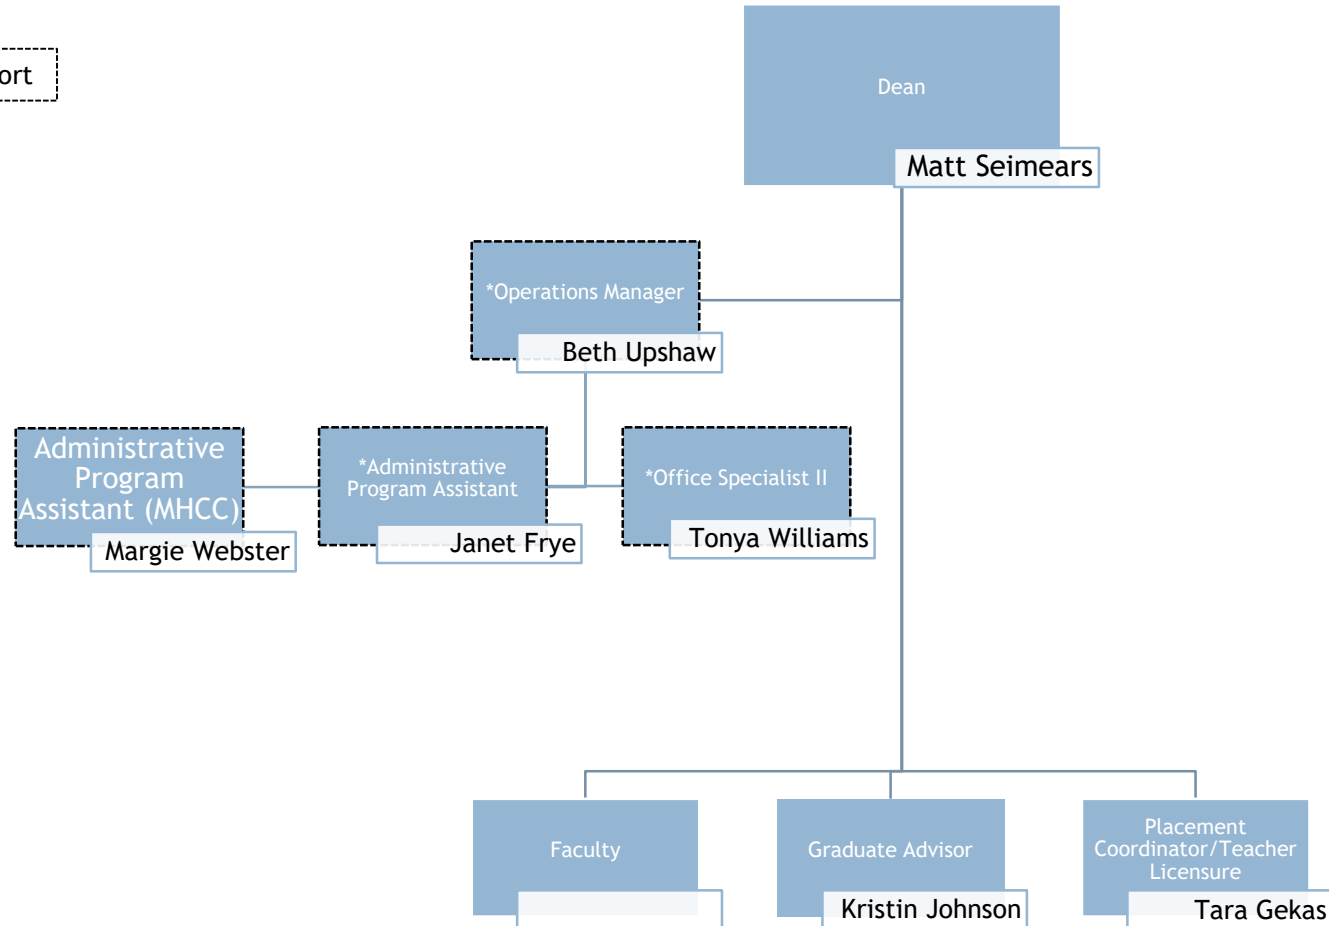 ort
Dean
Matt Seimears
*Operations Manager
Beth Upshaw
Administrative
Program
Assistant (MHCC)
Margie Webster
*Administrative
Program Assistant
Janet Frye
*Office Specialist II
Tonya Williams
Faculty
Graduate Advisor
Kristin Johnson
Placement
Coordinator/Teacher
Licensure
Tara Gekas